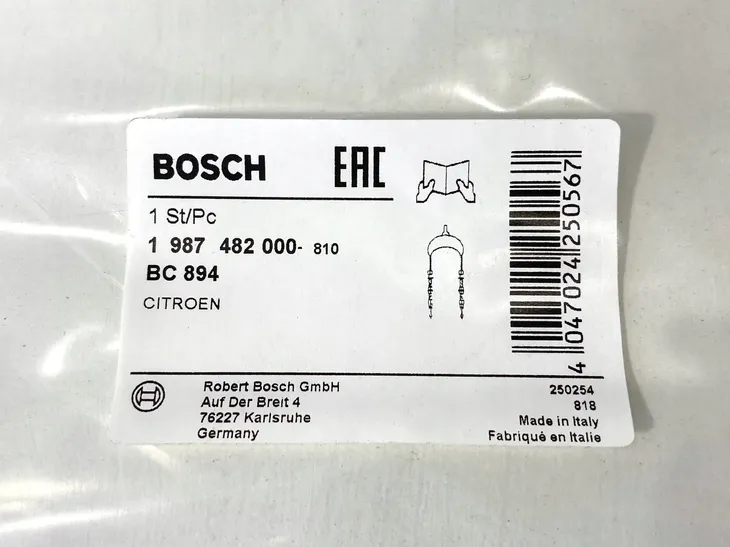 BOSCH
EAC
1 St/Pc
1 987 482 000- 810
BC 894
CITROEN
4 047024 250567
Robert Bosch GmbH
Auf Der Breit 4
76227 Karlsruhe
Germany
250254
818
Made in Italy
Fabriqué en Italie